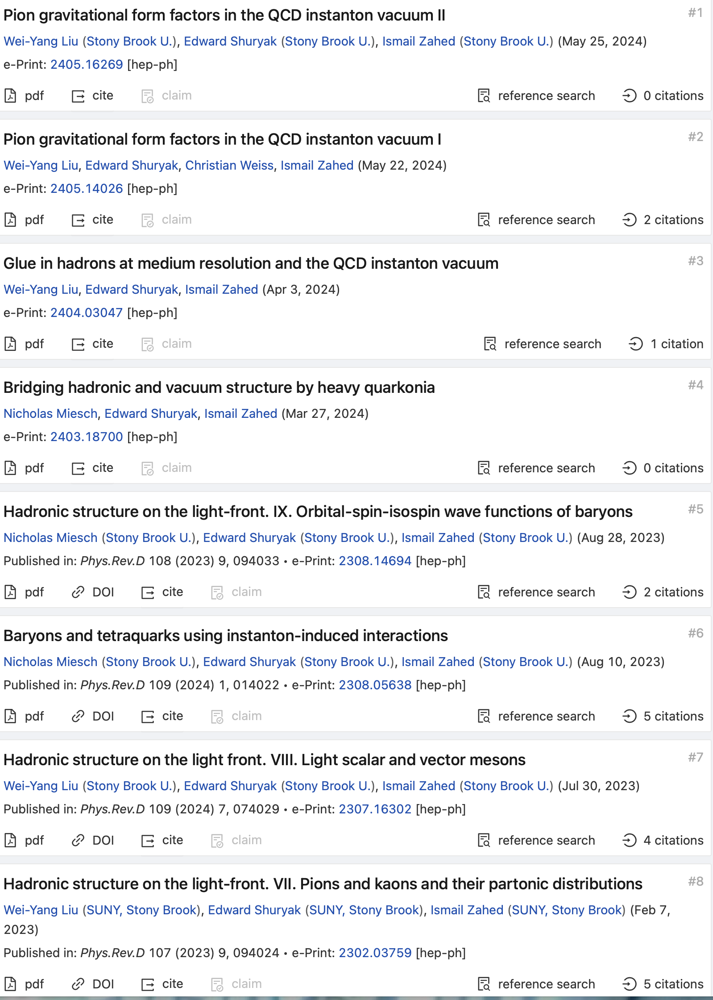 Pion gravitational form factors in the QCD instanton vacuum II #1
Wei-Yang Liu (Stony Brook U.), Edward Shuryak (Stony Brook U.), Ismail Zahed (Stony Brook U.) (May 25, 2024)
e-Print: 2405.16269 [hep-ph]
pdf cite claim reference search 0 citations
Pion gravitational form factors in the QCD instanton vacuum I #2
Wei-Yang Liu, Edward Shuryak, Christian Weiss, Ismail Zahed (May 22, 2024)
e-Print: 2405.14026 [hep-ph]
pdf cite claim reference search 2 citations
Glue in hadrons at medium resolution and the QCD instanton vacuum #3
Wei-Yang Liu, Edward Shuryak, Ismail Zahed (Apr 3, 2024)
e-Print: 2404.03047 [hep-ph]
pdf cite claim reference search 1 citation
Bridging hadronic and vacuum structure by heavy quarkonia #4
Nicholas Miesch, Edward Shuryak, Ismail Zahed (Mar 27, 2024)
e-Print: 2403.18700 [hep-ph]
pdf cite claim reference search 0 citations
Hadronic structure on the light-front. IX. Orbital-spin-isospin wave functions of baryons #5
Nicholas Miesch (Stony Brook U.), Edward Shuryak (Stony Brook U.), Ismail Zahed (Stony Brook U.) (Aug 28, 2023)
Published in: Phys.Rev.D 108 (2023) 9, 094033 • e-Print: 2308.14694 [hep-ph]
pdf DOI cite claim reference search 2 citations
Baryons and tetraquarks using instanton-induced interactions #6
Nicholas Miesch (Stony Brook U.), Edward Shuryak (Stony Brook U.), Ismail Zahed (Stony Brook U.) (Aug 10, 2023)
Published in: Phys.Rev.D 109 (2024) 1, 014022 • e-Print: 2308.05638 [hep-ph]
pdf DOI cite claim reference search 5 citations
Hadronic structure on the light front. VIII. Light scalar and vector mesons #7
Wei-Yang Liu (Stony Brook U.), Edward Shuryak (Stony Brook U.), Ismail Zahed (Stony Brook U.) (Jul 30, 2023)
Published in: Phys.Rev.D 109 (2024) 7, 074029 • e-Print: 2307.16302 [hep-ph]
pdf DOI cite claim reference search 4 citations
Hadronic structure on the light-front. VII. Pions and kaons and their partonic distributions #8
Wei-Yang Liu (SUNY, Stony Brook), Edward Shuryak (SUNY, Stony Brook), Ismail Zahed (SUNY, Stony Brook) (Feb 7,
2023)
Published in: Phys.Rev.D 107 (2023) 9, 094024 • e-Print: 2302.03759 [hep-ph]
pdf DOI cite claim reference search 5 citations